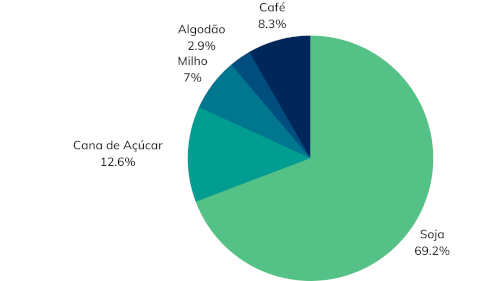 Café
8.3%
Algodão
2.9%
Milho
7%
Cana de Açúcar
12.6%
Soja
69.2%